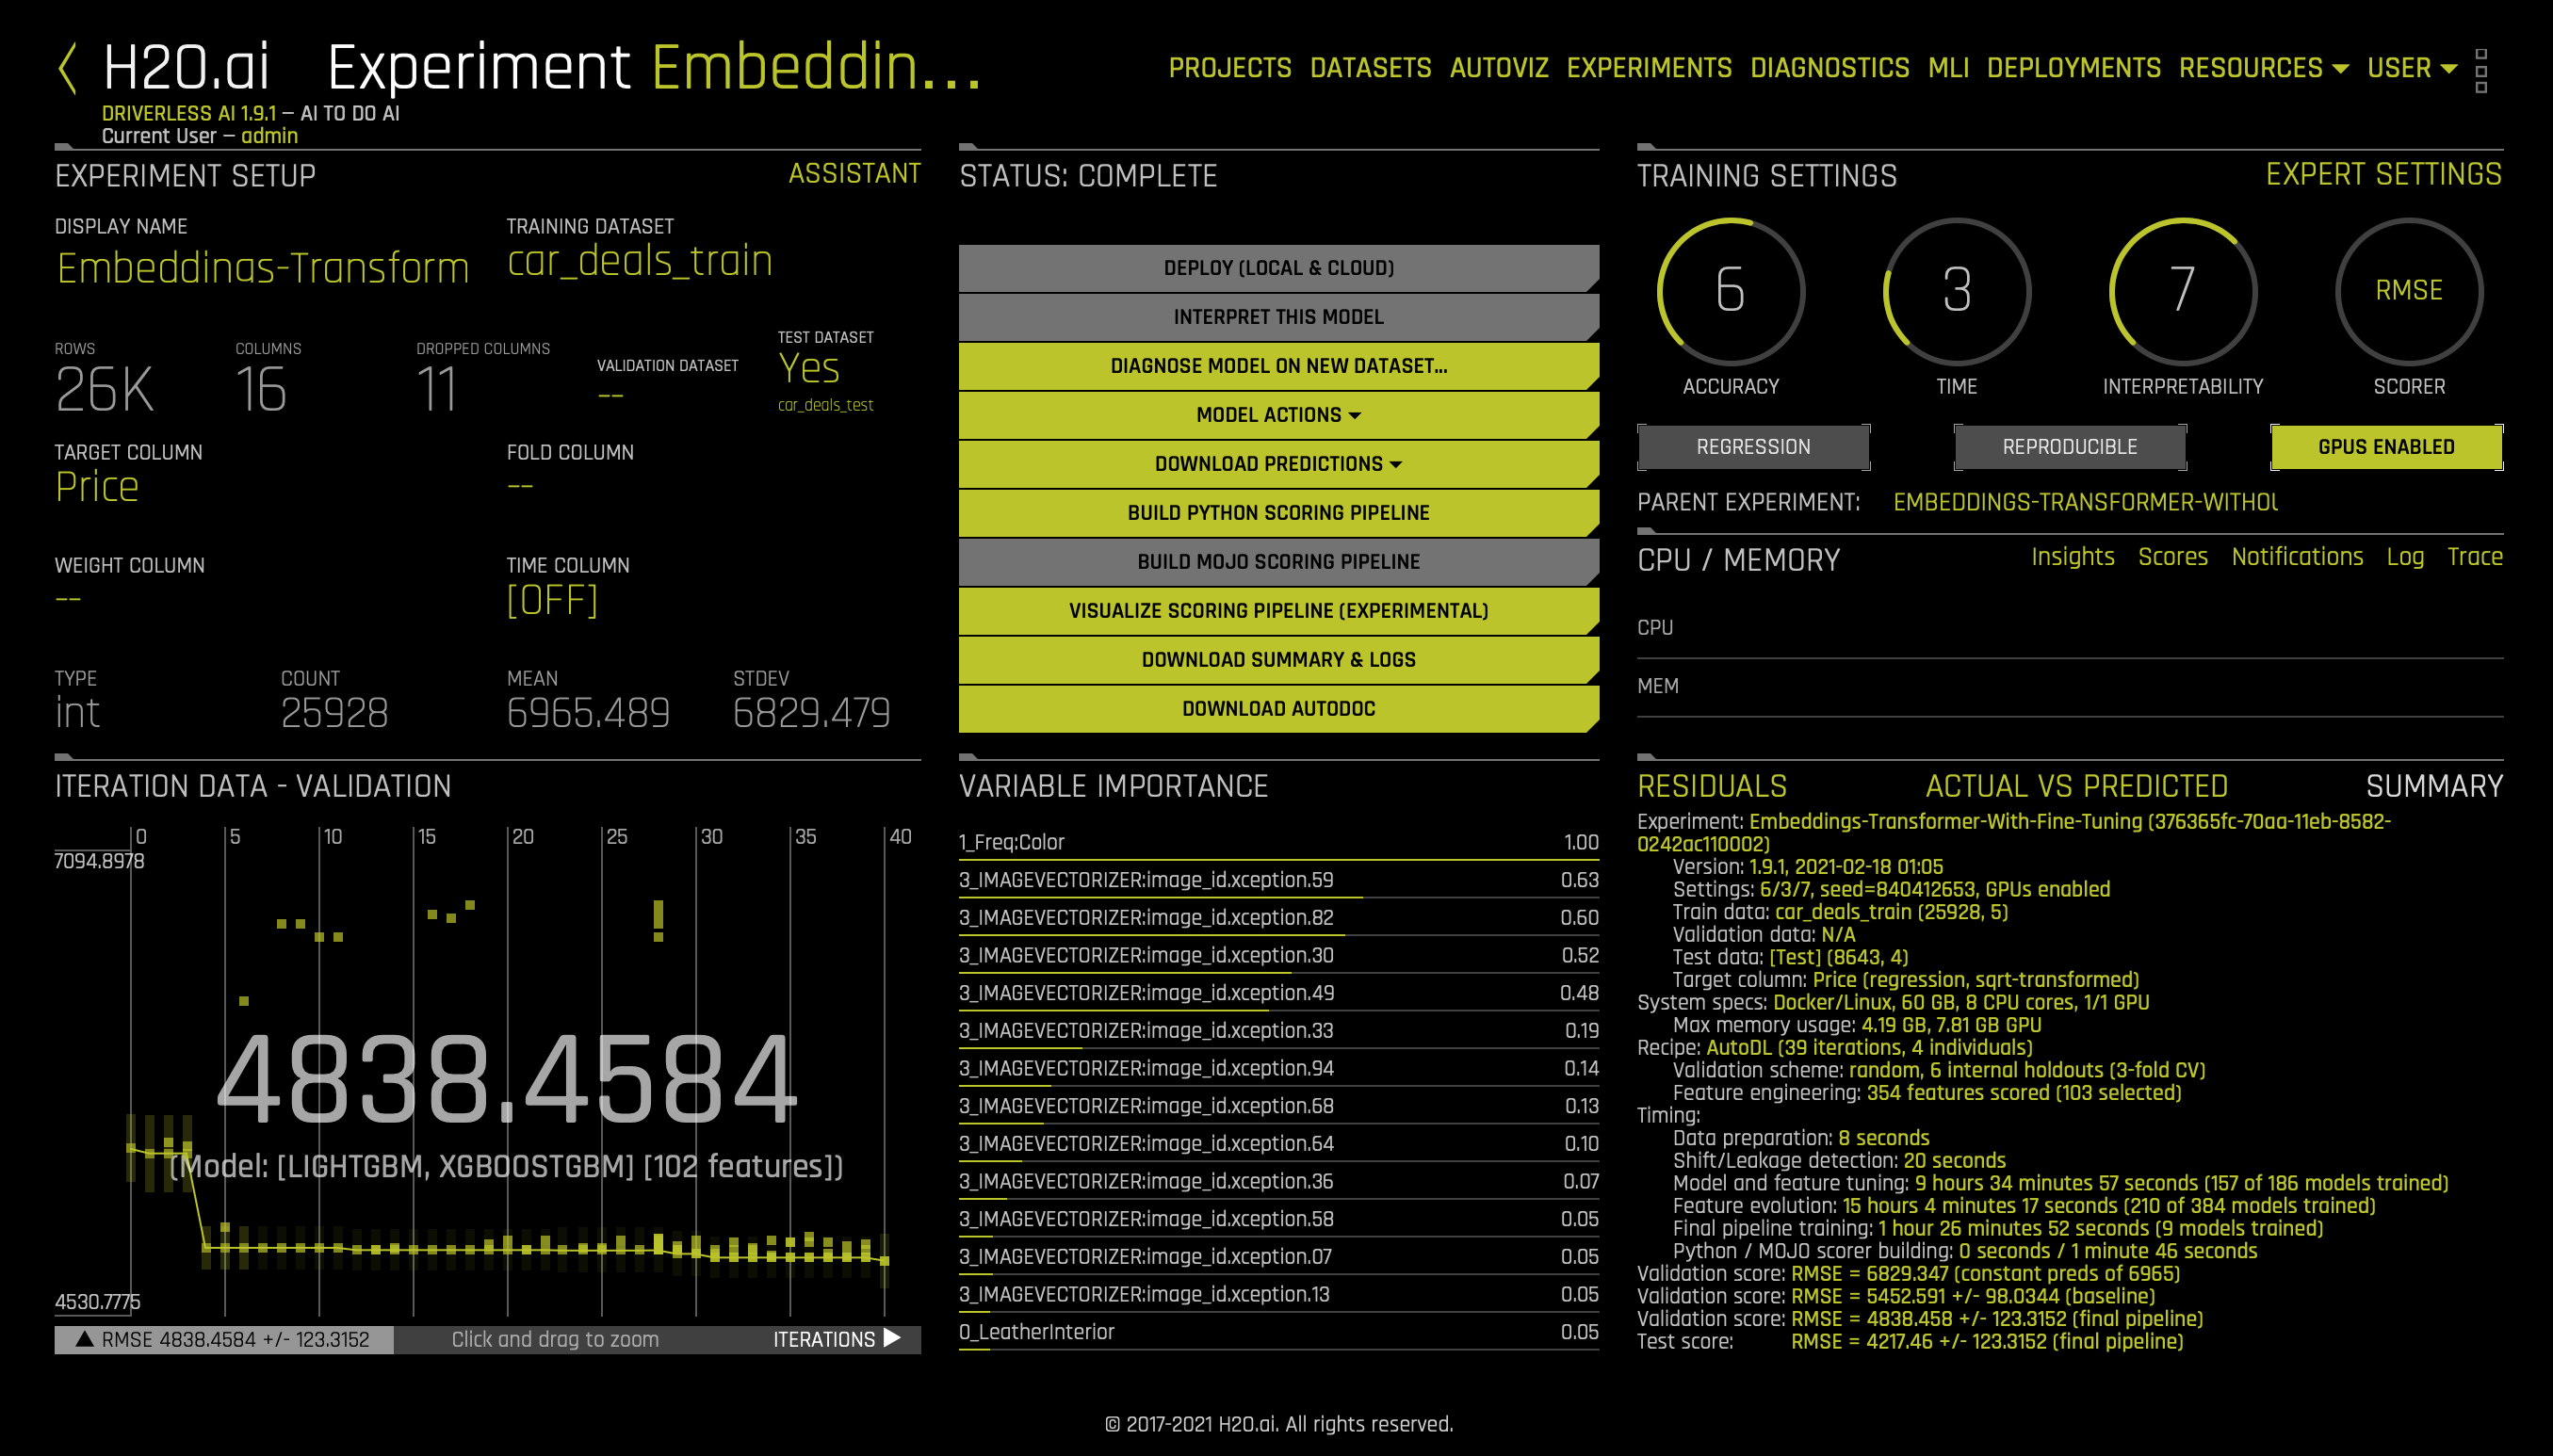 H2O.ai Experiment Embeddin...
PROJECTS DATASETS AUTOVIZ EXPERIMENTS DIAGNOSTICS MLI DEPLOYMENTS RESOURCES USER
DRIVERLESS AI 1.9.1 – AI TO DO AI
Current User – admin
EXPERIMENT SETUP
ASSISTANT
DISPLAY NAME
Embeddings-Transform
TRAINING DATASET
car_deals_train
ROWS
26K
COLUMNS
16
DROPPED COLUMNS
11
VALIDATION DATASET
--
TEST DATASET
Yes
car_deals_test
TARGET COLUMN
Price
FOLD COLUMN
--
WEIGHT COLUMN
--
TIME COLUMN
[OFF]
TYPE
int
COUNT
25928
MEAN
6965.489
STDEV
6829.479
STATUS: COMPLETE
DEPLOY (LOCAL & CLOUD)
INTERPRET THIS MODEL
DIAGNOSE MODEL ON NEW DATASET...
MODEL ACTIONS
DOWNLOAD PREDICTIONS
BUILD PYTHON SCORING PIPELINE
BUILD MOJO SCORING PIPELINE
VISUALIZE SCORING PIPELINE (EXPERIMENTAL)
DOWNLOAD SUMMARY & LOGS
DOWNLOAD AUTODOC
TRAINING SETTINGS
EXPERT SETTINGS
6
ACCURACY
3
TIME
7
INTERPRETABILITY
RMSE
SCORER
REGRESSION
REPRODUCIBLE
GPUS ENABLED
PARENT EXPERIMENT: EMBEDDINGS-TRANSFORMER-WITHOU
CPU / MEMORY
Insights Scores Notifications Log Trace
CPU
MEM
ITERATION DATA - VALIDATION
0 5 10 15 20 25 30 35 40
7094.8978
4838.4584
(Model: [LIGHTGBM, XGBOOSTGBM] [102 features])
4530.7775
RMSE 4838.4584 +/- 123.3152
Click and drag to zoom
ITERATIONS
VARIABLE IMPORTANCE
1_Freq:Color 1.00
3_IMAGEVECTORIZER:image_id.xception.59 0.63
3_IMAGEVECTORIZER:image_id.xception.82 0.60
3_IMAGEVECTORIZER:image_id.xception.30 0.52
3_IMAGEVECTORIZER:image_id.xception.49 0.48
3_IMAGEVECTORIZER:image_id.xception.33 0.19
3_IMAGEVECTORIZER:image_id.xception.94 0.14
3_IMAGEVECTORIZER:image_id.xception.68 0.13
3_IMAGEVECTORIZER:image_id.xception.64 0.10
3_IMAGEVECTORIZER:image_id.xception.36 0.07
3_IMAGEVECTORIZER:image_id.xception.58 0.05
3_IMAGEVECTORIZER:image_id.xception.07 0.05
3_IMAGEVECTORIZER:image_id.xception.13 0.05
0_LeatherInterior 0.05
RESIDUALS
ACTUAL VS PREDICTED
SUMMARY
Experiment: Embeddings-Transformer-With-Fine-Tuning (376365fc-70aa-11eb-8582-
0242ac110002)
Version: 1.9.1, 2021-02-18 01:05
Settings: 6/3/7, seed=840412653, GPUs enabled
Train data: car_deals_train (25928, 5)
Validation data: N/A
Test data: [Test] (8643, 4)
Target column: Price (regression, sqrt-transformed)
System specs: Docker/Linux, 60 GB, 8 CPU cores, 1/1 GPU
Max memory usage: 4.19 GB, 7.81 GB GPU
Recipe: AutoDL (39 iterations, 4 individuals)
Validation scheme: random, 6 internal holdouts (3-fold CV)
Feature engineering: 354 features scored (103 selected)
Timing:
Data preparation: 8 seconds
Shift/Leakage detection: 20 seconds
Model and feature tuning: 9 hours 34 minutes 57 seconds (157 of 186 models trained)
Feature evolution: 15 hours 4 minutes 17 seconds (210 of 384 models trained)
Final pipeline training: 1 hour 26 minutes 52 seconds (9 models trained)
Python / MOJO scorer building: 0 seconds / 1 minute 46 seconds
Validation score: RMSE = 6829.347 (constant preds of 6965)
Validation score: RMSE = 5452.591 +/- 98.0344 (baseline)
Validation score: RMSE = 4838.458 +/- 123.3152 (final pipeline)
Test score: RMSE = 4217.46 +/- 123.3152 (final pipeline)
© 2017-2021 H2O.ai. All rights reserved.